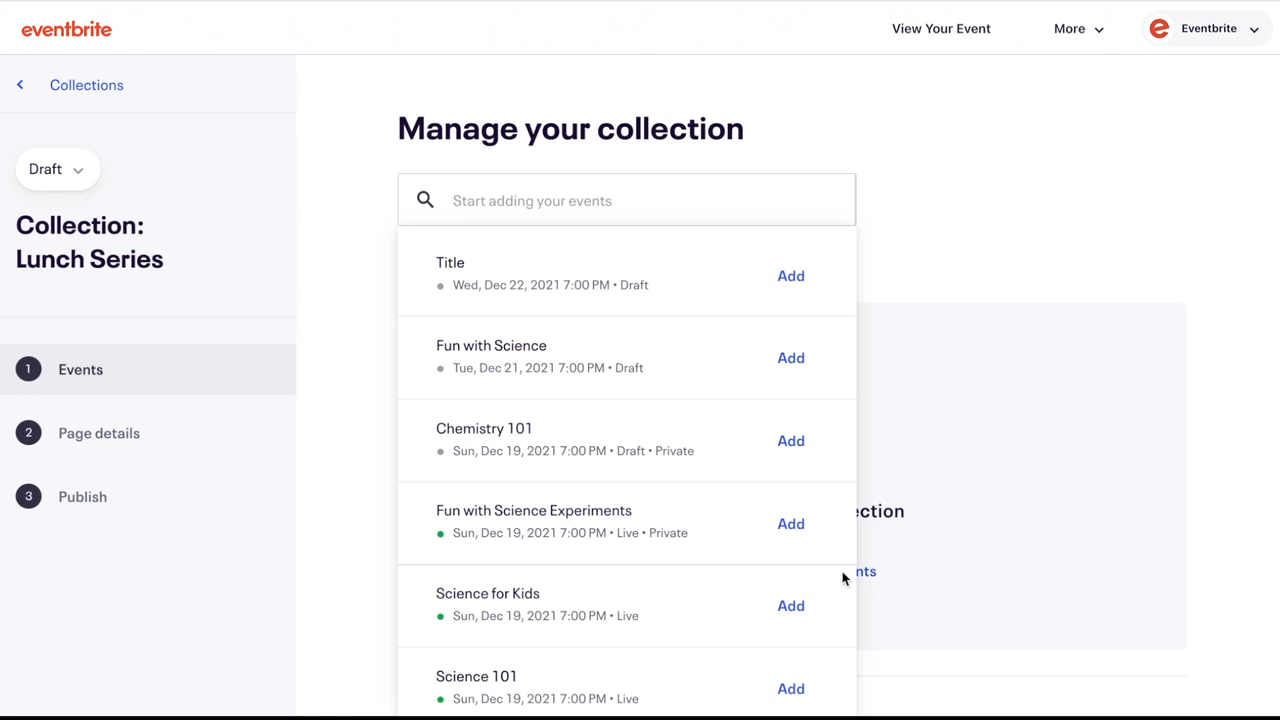 eventbrite
View Your Event
More
Eventbrite
Collections
Draft
Collection:
Lunch Series
1 Events
2 Page details
3 Publish
Manage your collection
Start adding your events
Title
Wed, Dec 22, 2021 7:00 PM • Draft
Add
Fun with Science
Tue, Dec 21, 2021 7:00 PM • Draft
Add
Chemistry 101
Sun, Dec 19, 2021 7:00 PM • Draft • Private
Add
Fun with Science Experiments
Sun, Dec 19, 2021 7:00 PM • Live • Private
Add
Science for Kids
Sun, Dec 19, 2021 7:00 PM • Live
Add
Science 101
Sun, Dec 19, 2021 7:00 PM • Live
Add
ection
nts